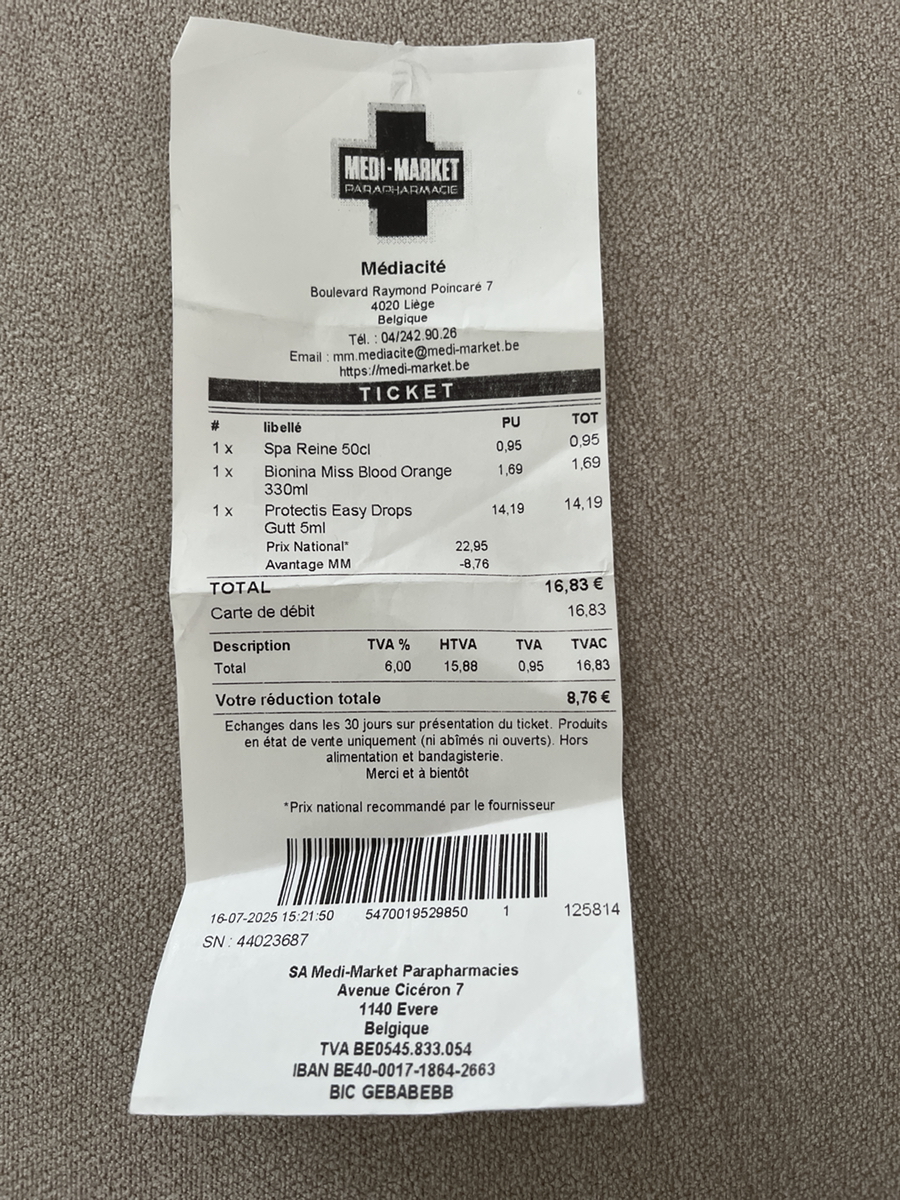 MEDI-MARKET
PARAPHARMACIE
Médiacité
Boulevard Raymond Poincaré 7
4020 Liège
Belgique
Tél. : 04/242.90.26
Email : mm.mediacite@medi-market.be
https://medi-market.be
TICKET
# libellé PU TOT
1 x Spa Reine 50cl 0,95 0,95
1 x Bionina Miss Blood Orange 1,69 1,69
330ml
1 x Protectis Easy Drops 14,19 14,19
Gutt 5ml
Prix National* 22,95
Avantage MM -8,76
TOTAL 16,83 €
Carte de débit 16,83
Description TVA % HTVA TVA TVAC
Total 6,00 15,88 0,95 16,83
Votre réduction totale 8,76 €
Echanges dans les 30 jours sur présentation du ticket. Produits
en état de vente uniquement (ni abîmés ni ouverts). Hors
alimentation et bandagisterie.
Merci et à bientôt
*Prix national recommandé par le fournisseur
16-07-2025 15:21:50 5470019529850 1 125814
SN : 44023687
SA Medi-Market Parapharmacies
Avenue Cicéron 7
1140 Evere
Belgique
TVA BE0545.833.054
IBAN BE40-0017-1864-2663
BIC GEBABEBB